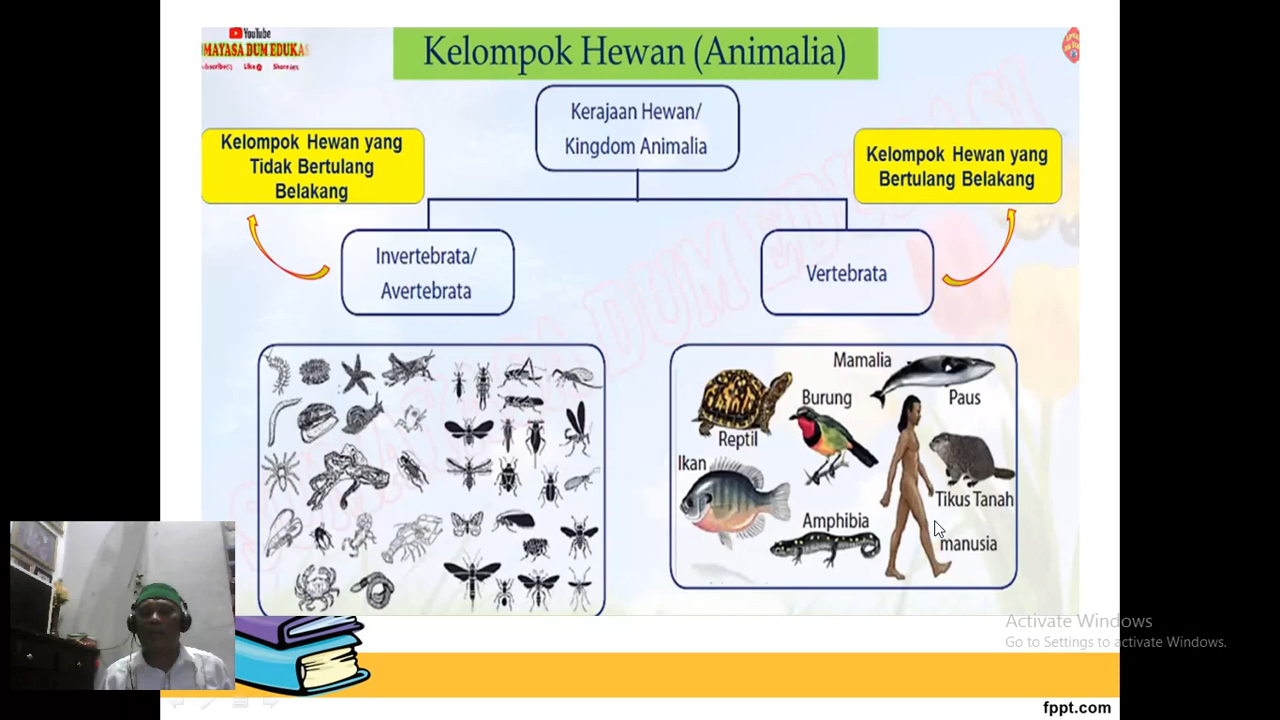 YouTube
MAYASA DUM EDUKAS
Kelompok Hewan (Animalia)
Kerajaan Hewan/
Kingdom Animalia
Kelompok Hewan yang
Tidak Bertulang
Belakang
Kelompok Hewan yang
Bertulang Belakang
Invertebrata/
Avertebrata
Vertebrata
Mamalia
Paus
Burung
Reptil
Ikan
Tikus Tanah
Amphibia
manusia
Activate Windows
Go to Settings to activate Windows.
fppt.com